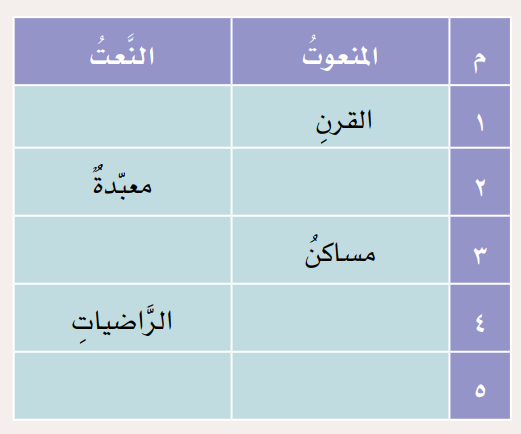 م المنعوتُ النَّعتُ
١ القرنِ
٢ معبّدةٌ
٣ مساكنُ
٤ الرَّاضياتِ
٥